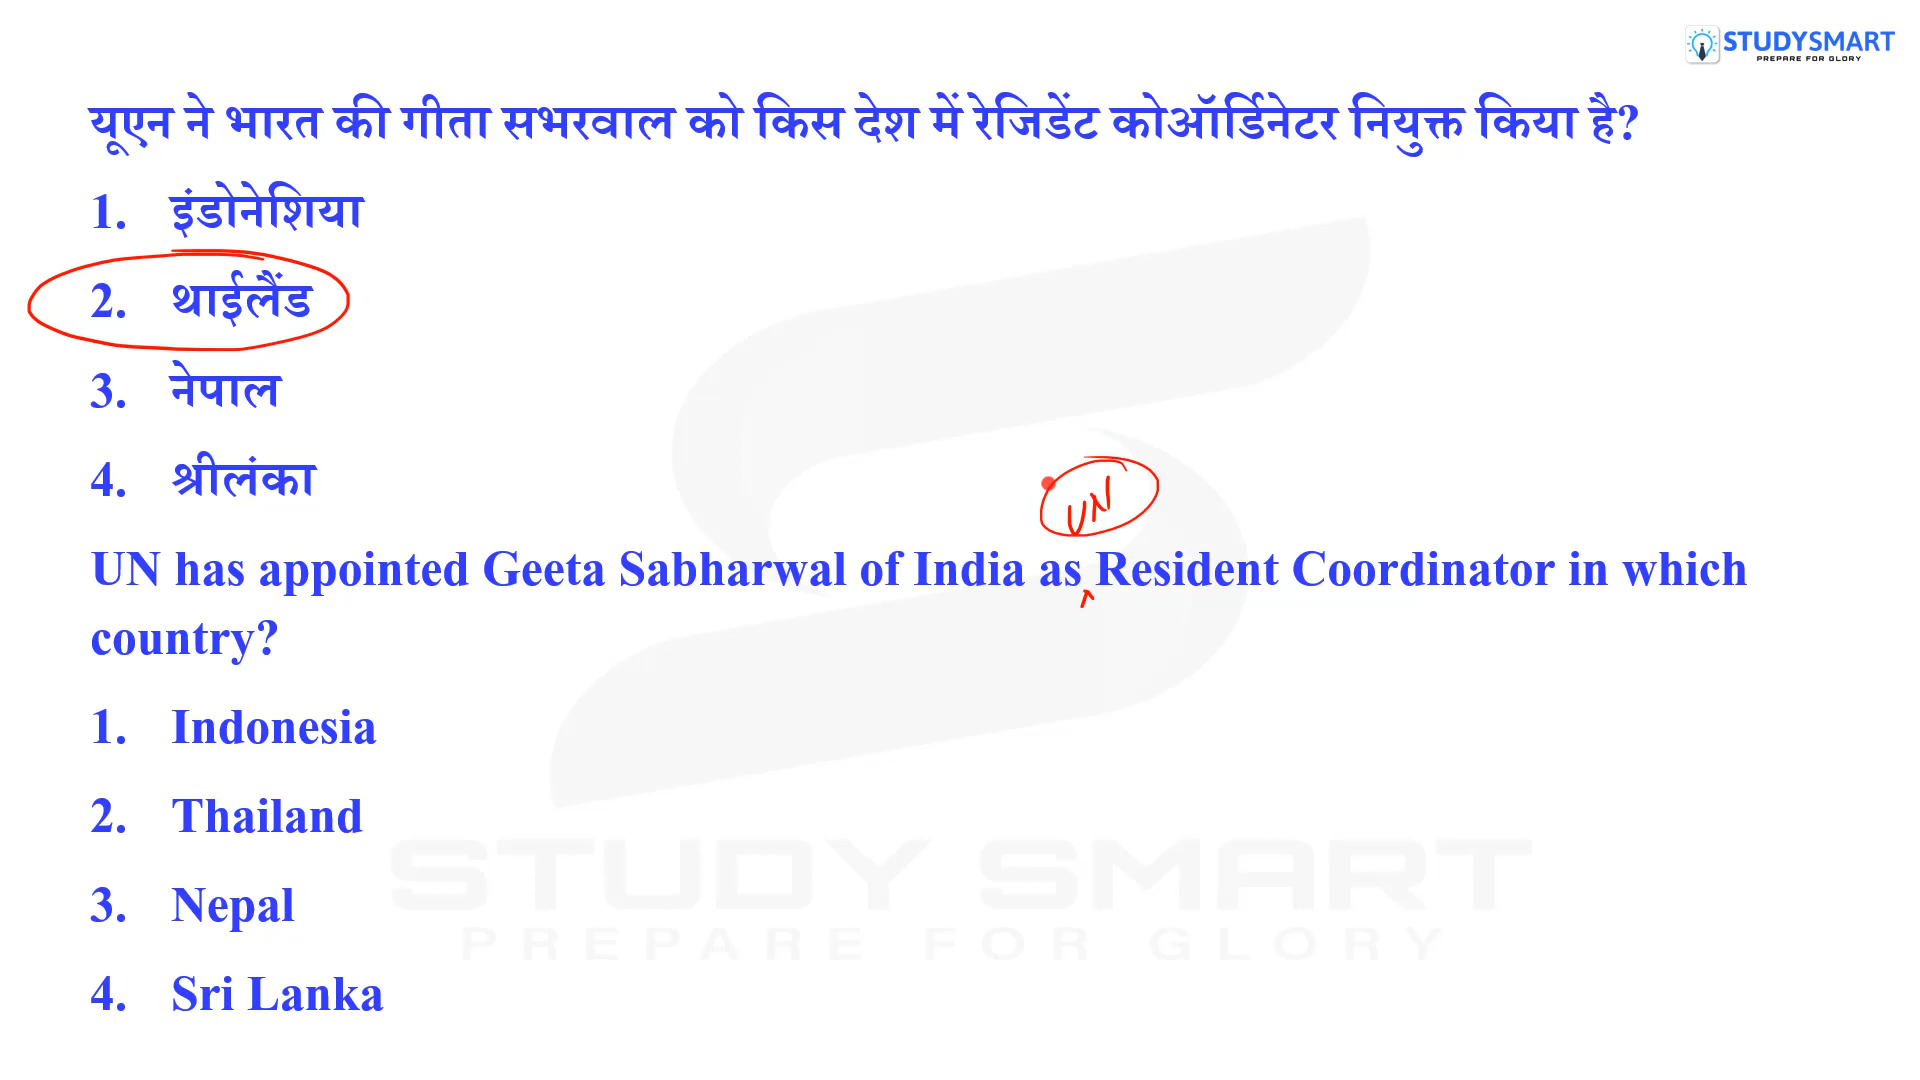 STUDYSMART
PREPARE FOR GLORY
यूएन ने भारत की गीता सभरवाल को किस देश में रेजिडेंट कोऑर्डिनेटर नियुक्त किया है?
1. इंडोनेशिया
2. थाईलैंड
3. नेपाल
4. श्रीलंका
UN
UN has appointed Geeta Sabharwal of India as Resident Coordinator in which
country?
1. Indonesia
2. Thailand
3. Nepal
4. Sri Lanka
STUDY SMART
PREPARE FOR GLORY